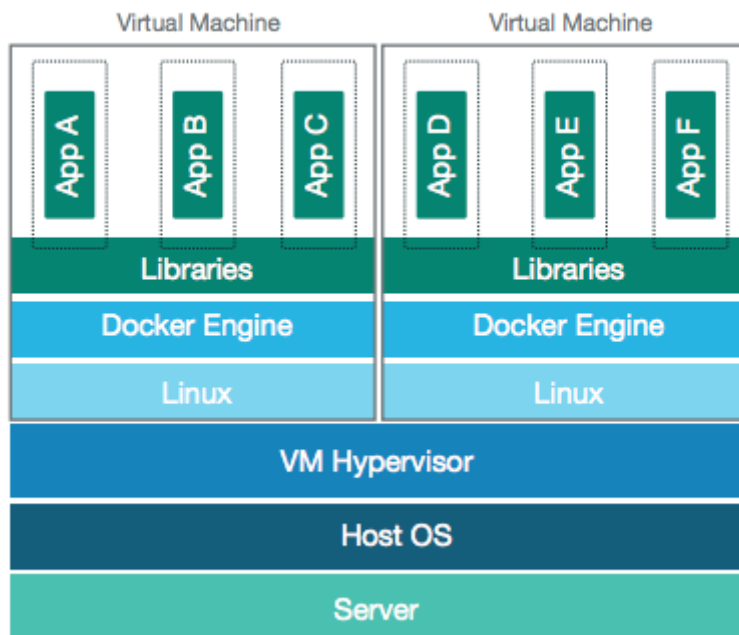 Virtual Machine Virtual Machine
App A App B App C App D App E App F
Libraries Libraries
Docker Engine Docker Engine
Linux Linux
VM Hypervisor
Host OS
Server